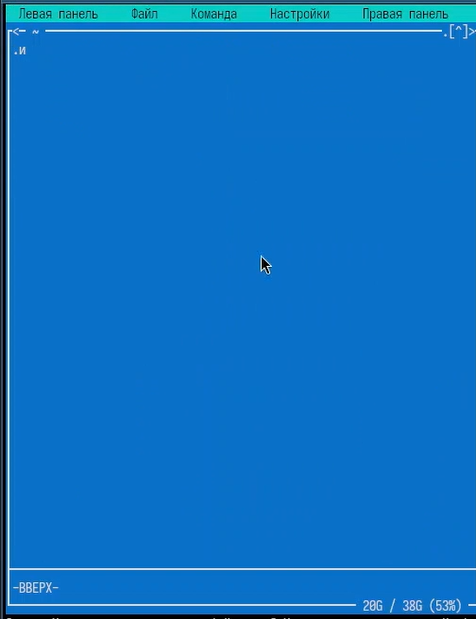 Левая панель Файл Команда Настройки Правая панель
<- ~ .[^]>
.и
-ВВЕРХ-
20G / 38G (53%)